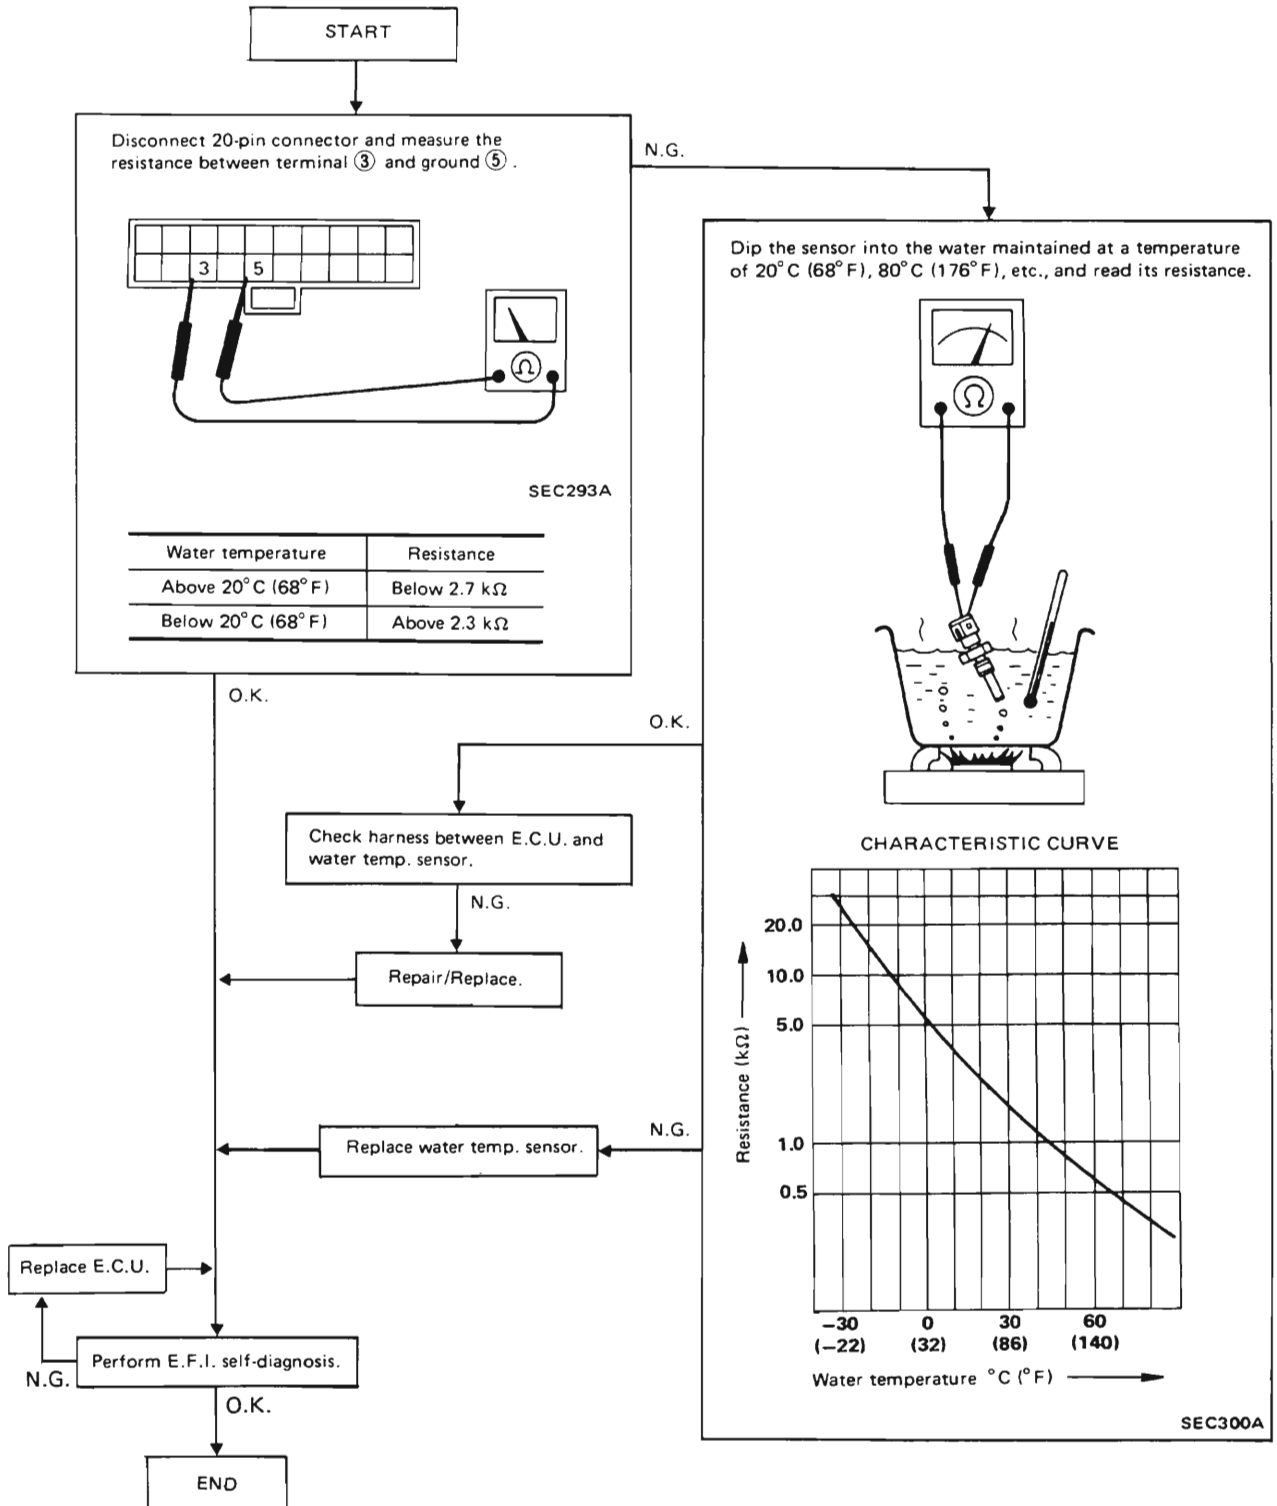 START
Disconnect 20-pin connector and measure the
resistance between terminal ③ and ground ⑤ .
3 5
Ω
SEC293A
Water temperature Resistance
Above 20°C (68°F) Below 2.7 kΩ
Below 20°C (68°F) Above 2.3 kΩ
N.G.
Dip the sensor into the water maintained at a temperature
of 20°C (68°F), 80°C (176°F), etc., and read its resistance.
Ω
O.K.
O.K.
Check harness between E.C.U. and
water temp. sensor.
N.G.
Repair/Replace.
N.G.
Replace water temp. sensor.
CHARACTERISTIC CURVE
Resistance (kΩ)
20.0
10.0
5.0
1.0
0.5
−30 0 30 60
(−22) (32) (86) (140)
Water temperature °C (°F)
SEC300A
Replace E.C.U.
N.G.
Perform E.F.I. self-diagnosis.
O.K.
END